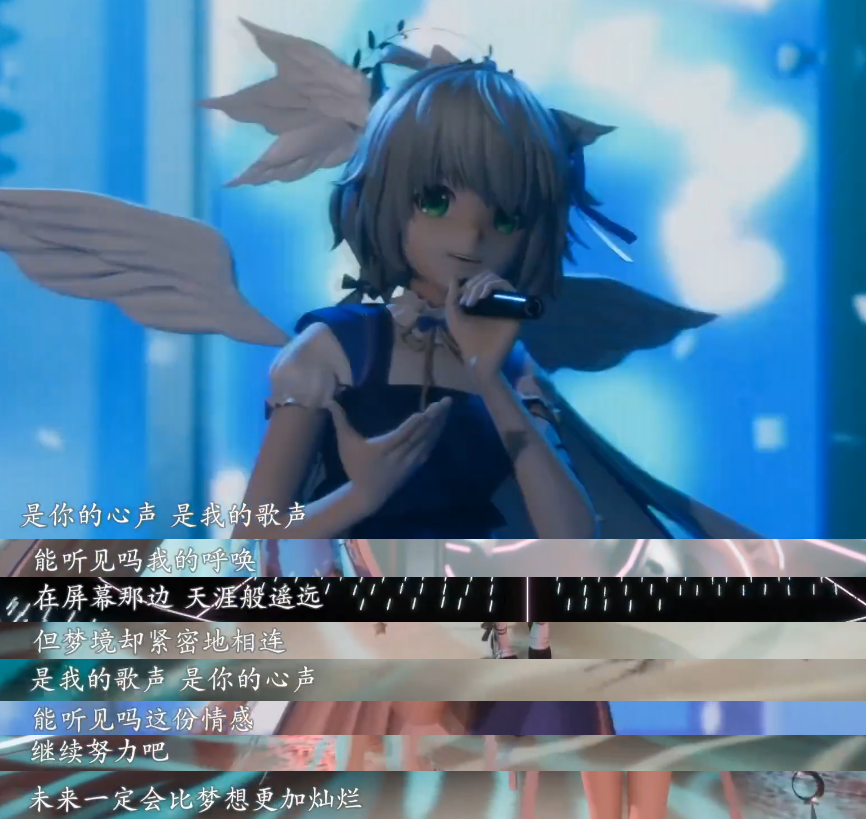 是你的心声 是我的歌声
能听见吗我的呼唤
在屏幕那边 天涯般遥远
但梦境却紧密地相连
是我的歌声 是你的心声
能听见吗这份情感
继续努力吧
未来一定会比梦想更加灿烂